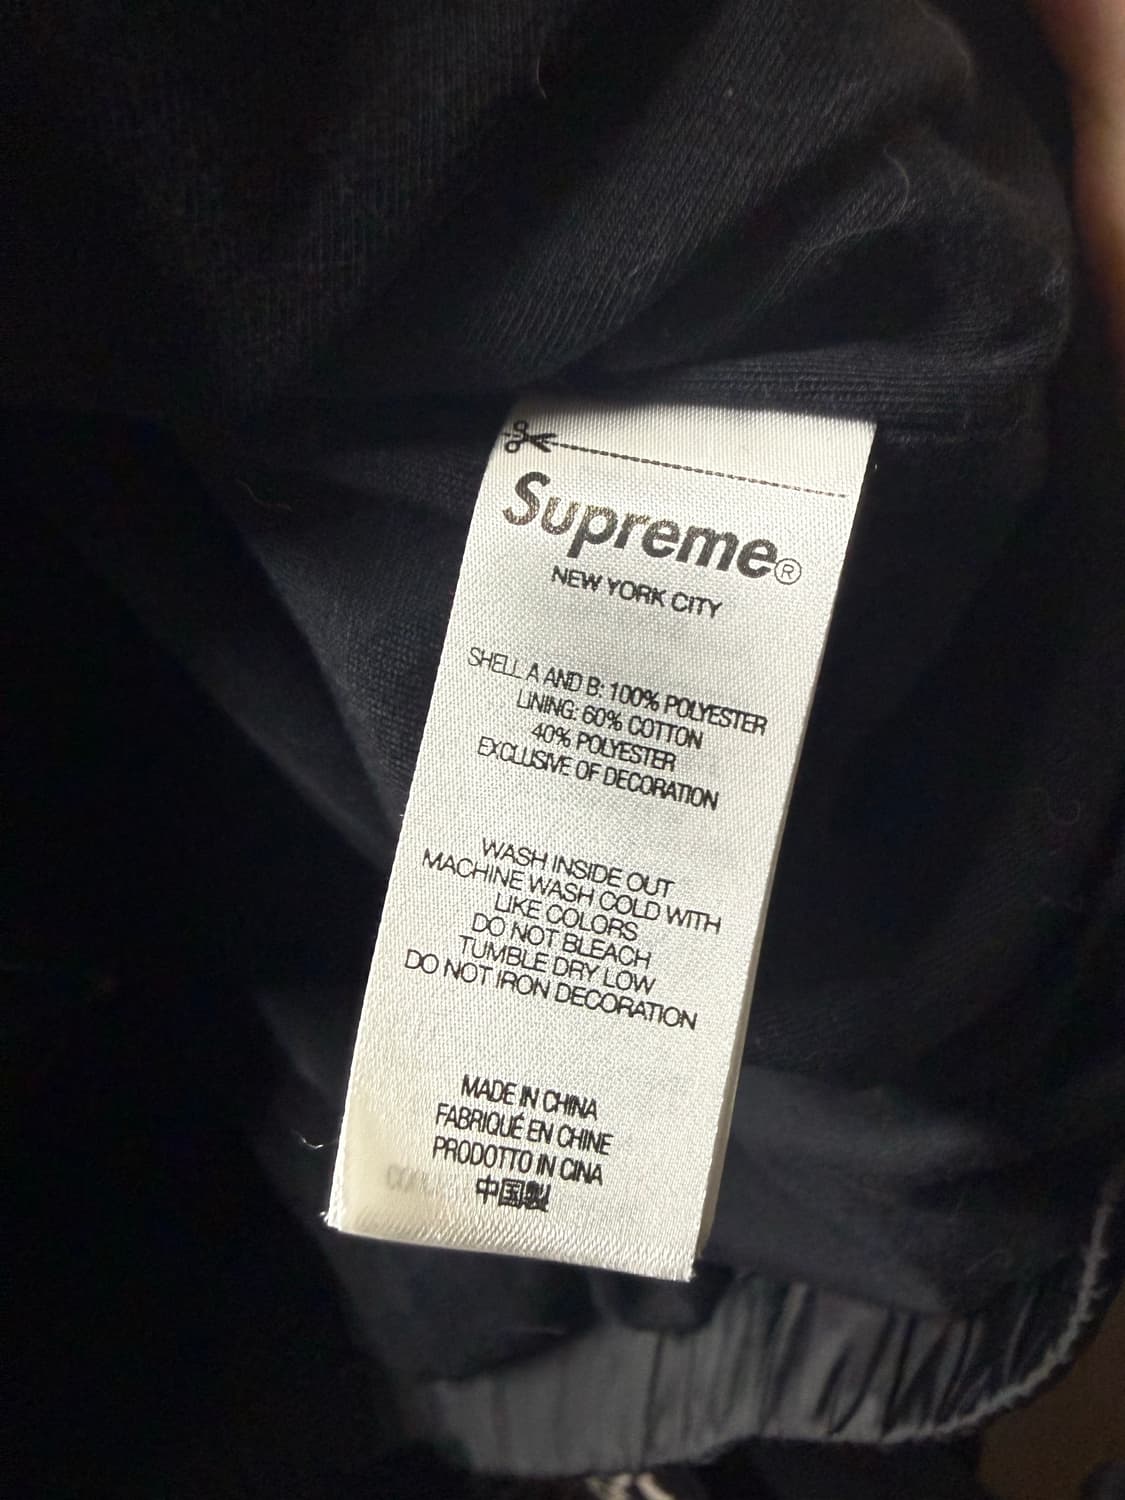 Supreme®
NEW YORK CITY
SHELL A AND B: 100% POLYESTER
LINING: 60% COTTON
40% POLYESTER
EXCLUSIVE OF DECORATION
WASH INSIDE OUT
MACHINE WASH COLD WITH
LIKE COLORS
DO NOT BLEACH
TUMBLE DRY LOW
DO NOT IRON DECORATION
MADE IN CHINA
FABRIQUÉ EN CHINE
PRODOTTO IN CINA
中国製